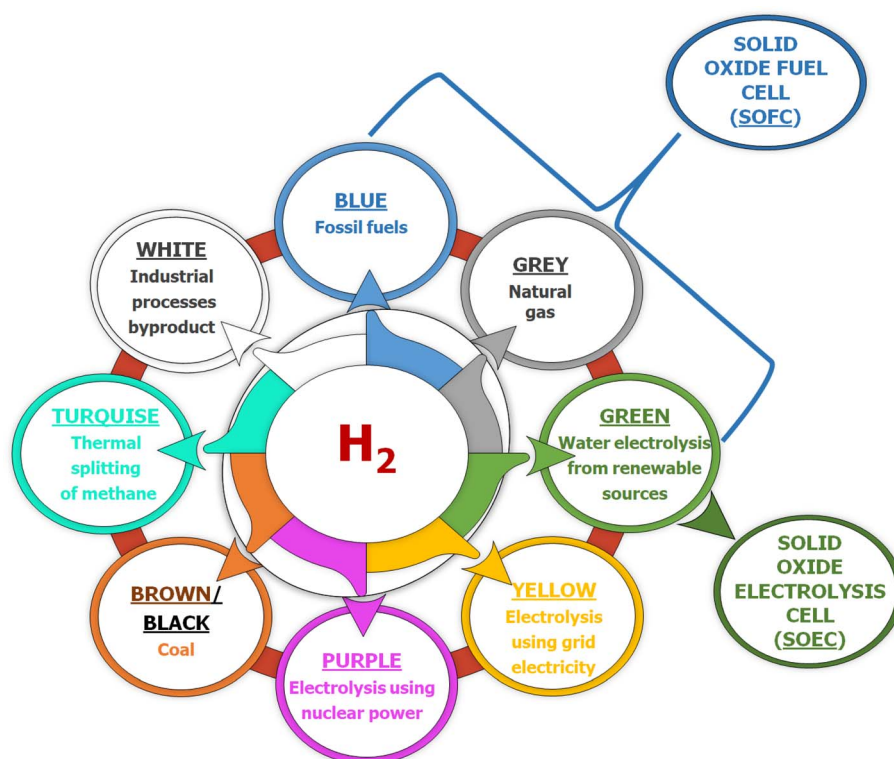 SOLID
OXIDE FUEL
CELL
(SOFC)
BLUE
Fossil fuels
WHITE
Industrial
processes
byproduct
GREY
Natural
gas
TURQUISE
Thermal
splitting
of methane
H₂
GREEN
Water electrolysis
from renewable
sources
BROWN/
BLACK
Coal
PURPLE
Electrolysis using
nuclear power
YELLOW
Electrolysis
using grid
electricity
SOLID
OXIDE
ELECTROLYSIS
CELL
(SOEC)